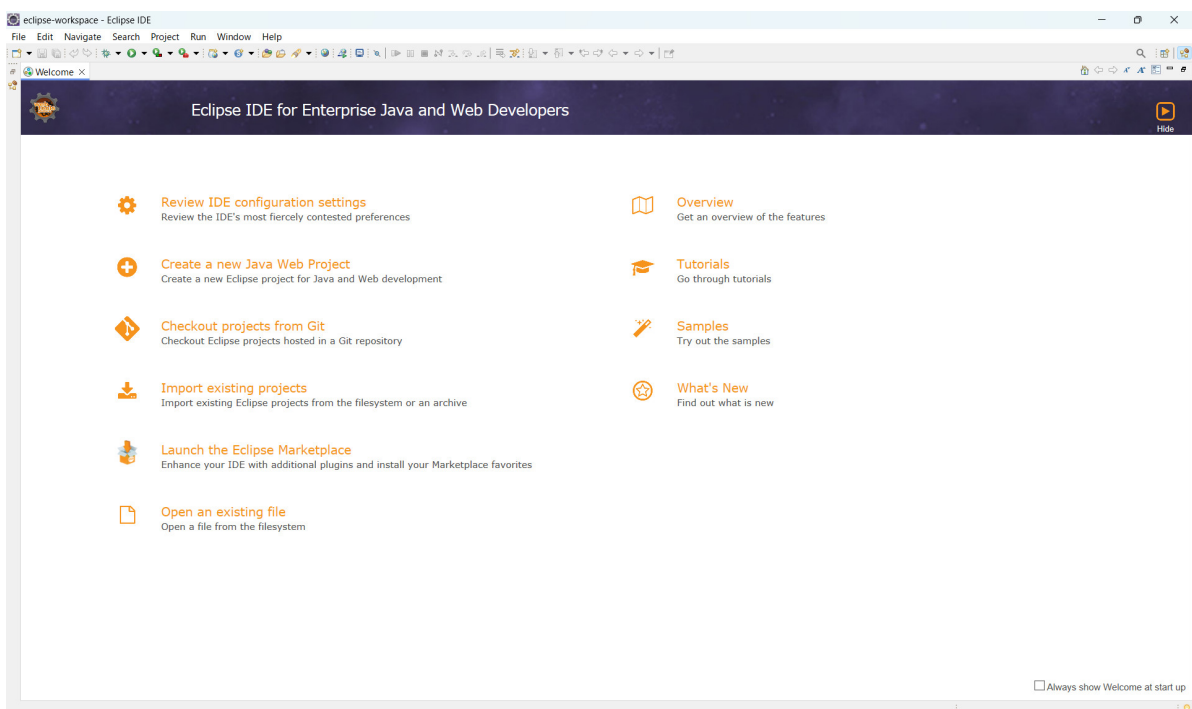 eclipse-workspace - Eclipse IDE
File Edit Navigate Search Project Run Window Help
Welcome
Eclipse IDE for Enterprise Java and Web Developers
Hide
Review IDE configuration settings
Review the IDE's most fiercely contested preferences
Create a new Java Web Project
Create a new Eclipse project for Java and Web development
Checkout projects from Git
Checkout Eclipse projects hosted in a Git repository
Import existing projects
Import existing Eclipse projects from the filesystem or an archive
Launch the Eclipse Marketplace
Enhance your IDE with additional plugins and install your Marketplace favorites
Open an existing file
Open a file from the filesystem
Overview
Get an overview of the features
Tutorials
Go through tutorials
Samples
Try out the samples
What's New
Find out what is new
Always show Welcome at start up